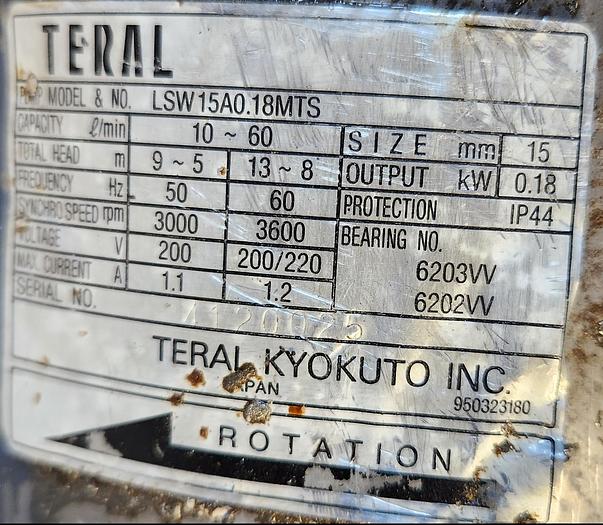 TERAL
PUMP MODEL & NO. LSW15A0.18MTS
CAPACITY ℓ/min 10 ~ 60 SIZE mm 15
TOTAL HEAD m 9 ~ 5 13 ~ 8 OUTPUT kW 0.18
FREQUENCY Hz 50 60 PROTECTION IP44
SYNCHRO SPEED rpm 3000 3600 BEARING NO.
VOLTAGE V 200 200/220 6203VV
MAX. CURRENT A 1.1 1.2 6202VV
SERIAL NO.
TERAL KYOKUTO INC.
JAPAN
950323180
ROTATION